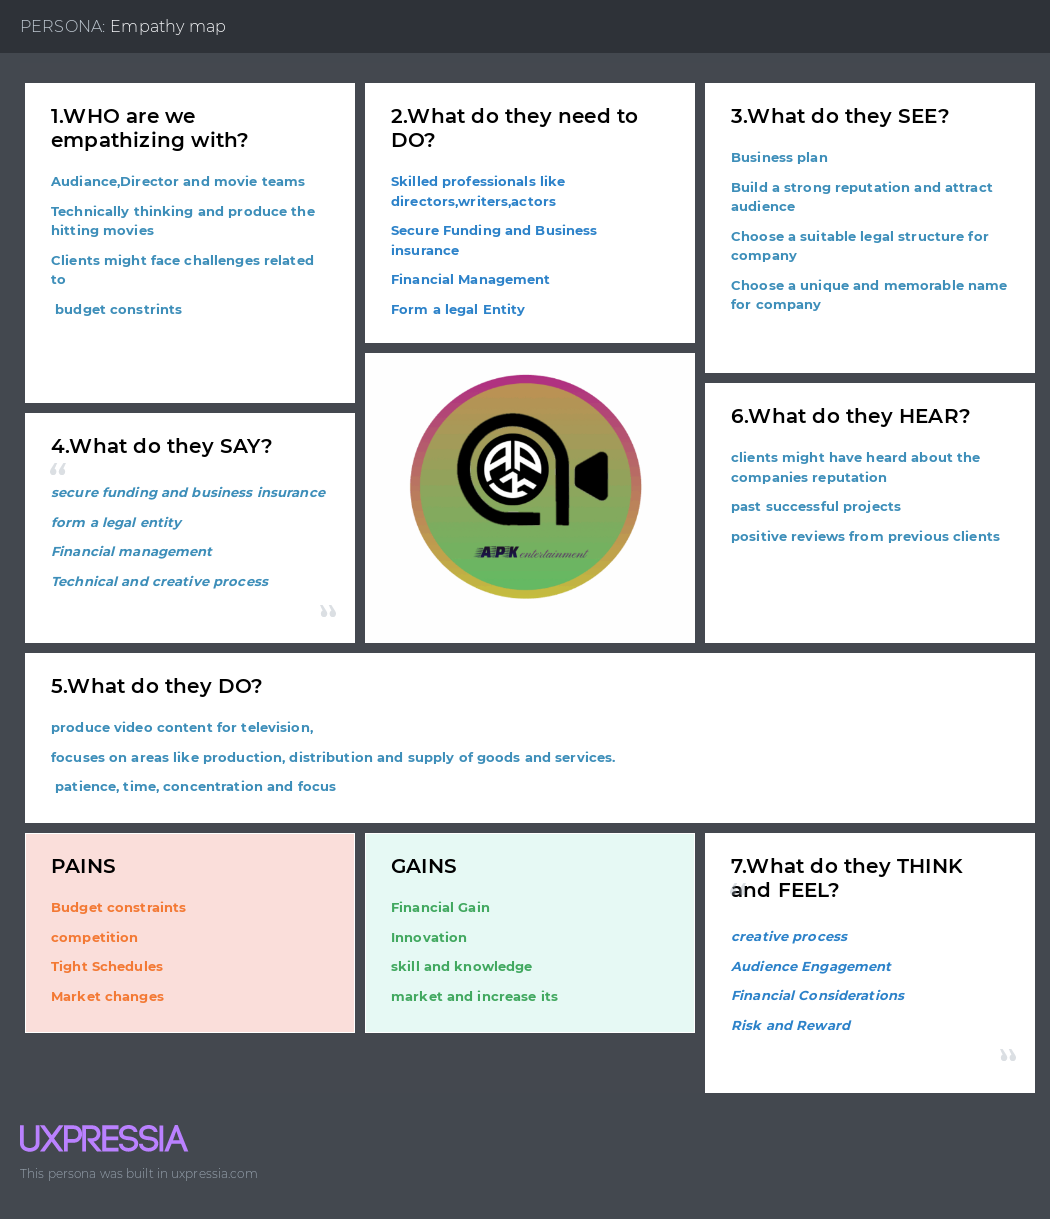 PERSONA: Empathy map
1.WHO are we
empathizing with?
Audiance,Director and movie teams
Technically thinking and produce the
hitting movies
Clients might face challenges related
to
budget constrints
2.What do they need to
DO?
Skilled professionals like
directors,writers,actors
Secure Funding and Business
insurance
Financial Management
Form a legal Entity
3.What do they SEE?
Business plan
Build a strong reputation and attract
audience
Choose a suitable legal structure for
company
Choose a unique and memorable name
for company
4.What do they SAY?
“
secure funding and business insurance
form a legal entity
Financial management
Technical and creative process
”
APK
APK entertainment
6.What do they HEAR?
clients might have heard about the
companies reputation
past successful projects
positive reviews from previous clients
5.What do they DO?
produce video content for television,
focuses on areas like production, distribution and supply of goods and services.
patience, time, concentration and focus
PAINS
Budget constraints
competition
Tight Schedules
Market changes
GAINS
Financial Gain
Innovation
skill and knowledge
market and increase its
7.What do they THINK
and FEEL?
“
creative process
Audience Engagement
Financial Considerations
Risk and Reward
”
UXPRESSIA
This persona was built in uxpressia.com